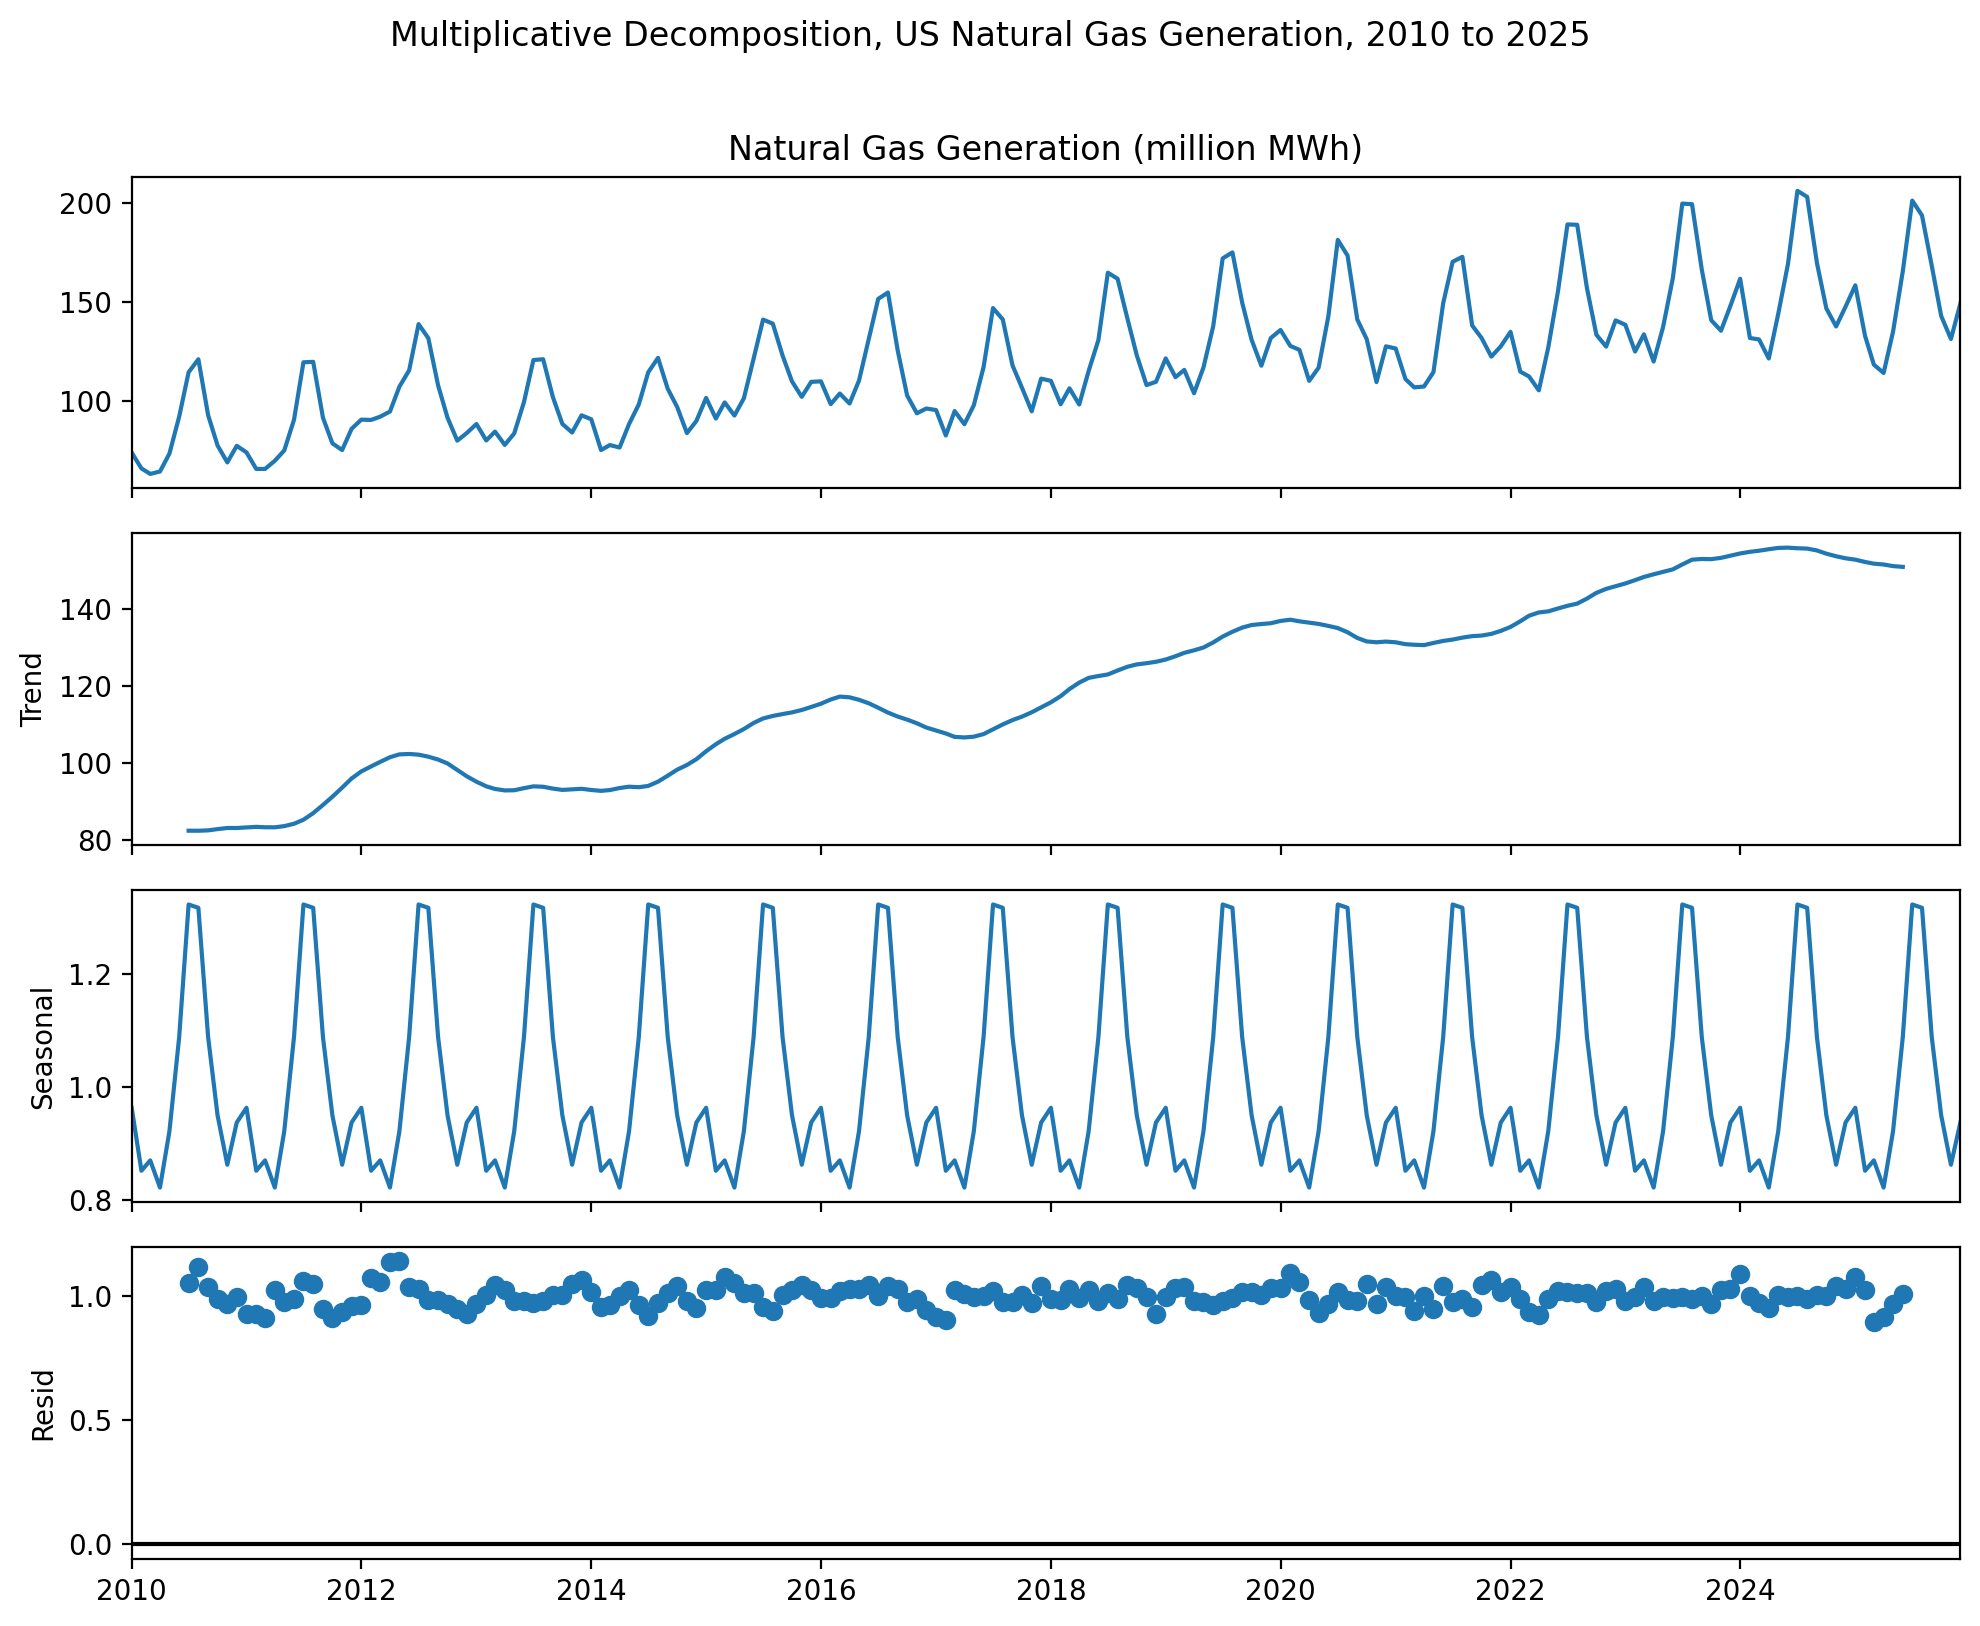 Multiplicative Decomposition, US Natural Gas Generation, 2010 to 2025
Natural Gas Generation (million MWh)
200
150
100
Trend
140
120
100
80
Seasonal
1.2
1.0
0.8
Resid
1.0
0.5
0.0
2010 2012 2014 2016 2018 2020 2022 2024